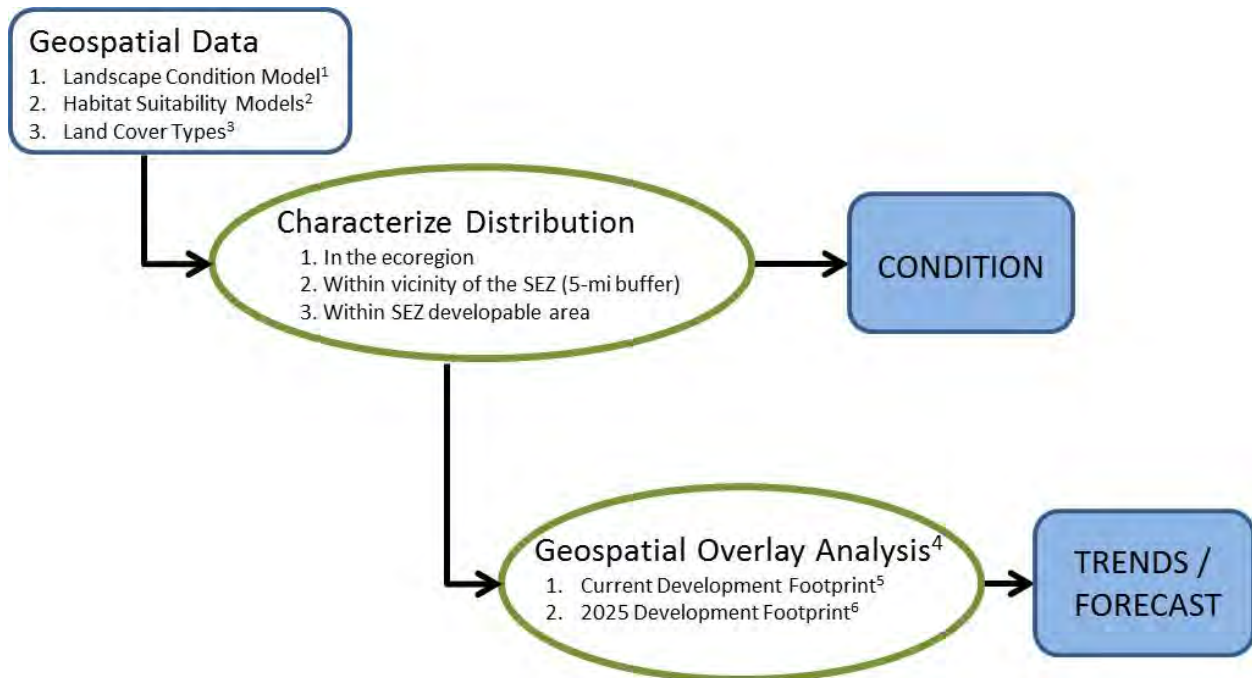 Geospatial Data
1. Landscape Condition Model¹
2. Habitat Suitability Models²
3. Land Cover Types³
Characterize Distribution
1. In the ecoregion
2. Within vicinity of the SEZ (5-mi buffer)
3. Within SEZ developable area
CONDITION
Geospatial Overlay Analysis⁴
1. Current Development Footprint⁵
2. 2025 Development Footprint⁶
TRENDS /
FORECAST